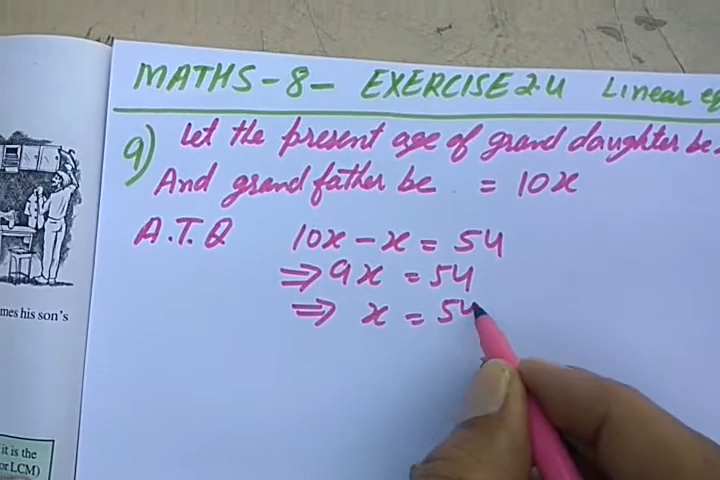 MATHS-8- EXERCISE 2.4 Linear eq
9) Let the present age of grand daughter be
And grand father be = 10x
A.T.Q 10x - x = 54
⇒ 9x = 54
⇒ x = 54
mes his son's
it is the
or LCM)